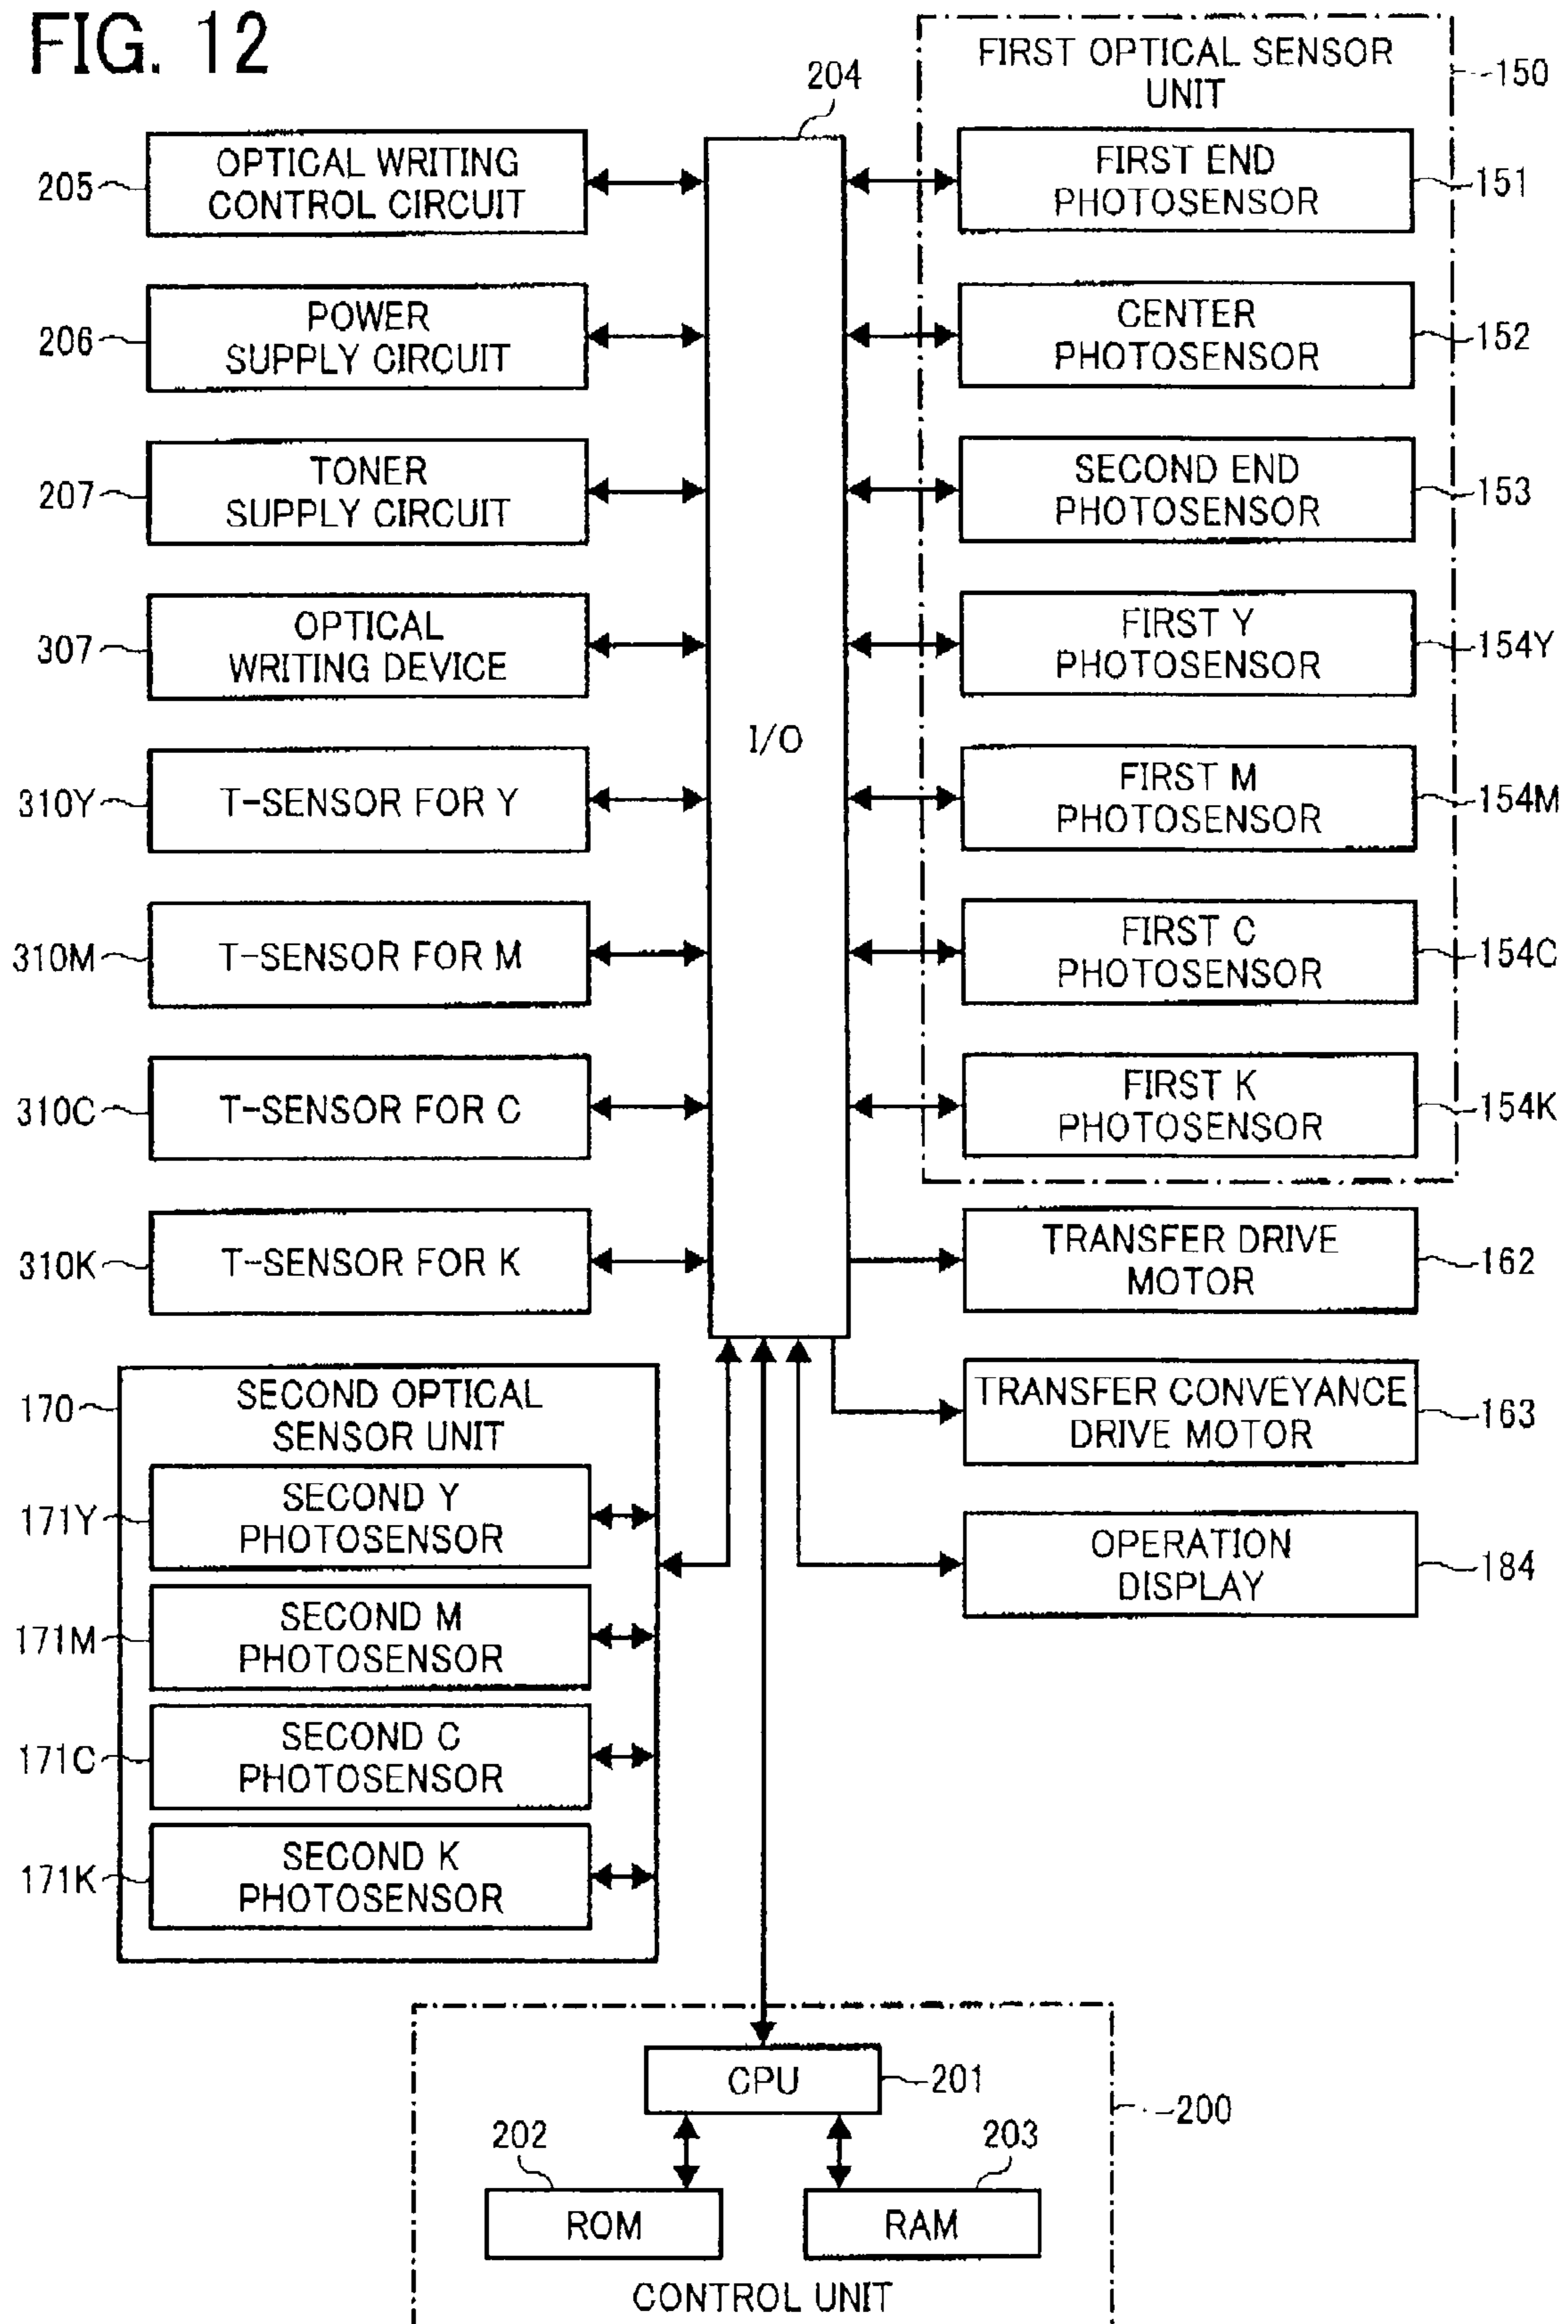 FIG. 12
204
FIRST OPTICAL SENSOR
UNIT
150
205
OPTICAL WRITING
CONTROL CIRCUIT
FIRST END
PHOTOSENSOR
151
206
POWER
SUPPLY CIRCUIT
CENTER
PHOTOSENSOR
152
207
TONER
SUPPLY CIRCUIT
SECOND END
PHOTOSENSOR
153
307
OPTICAL
WRITING DEVICE
FIRST Y
PHOTOSENSOR
154Y
I/O
310Y
T-SENSOR FOR Y
FIRST M
PHOTOSENSOR
154M
310M
T-SENSOR FOR M
FIRST C
PHOTOSENSOR
154C
310C
T-SENSOR FOR C
FIRST K
PHOTOSENSOR
154K
310K
T-SENSOR FOR K
TRANSFER DRIVE
MOTOR
162
170
SECOND OPTICAL
SENSOR UNIT
TRANSFER CONVEYANCE
DRIVE MOTOR
163
171Y
SECOND Y
PHOTOSENSOR
OPERATION
DISPLAY
184
171M
SECOND M
PHOTOSENSOR
171C
SECOND C
PHOTOSENSOR
171K
SECOND K
PHOTOSENSOR
CPU
201
200
202
203
ROM
RAM
CONTROL UNIT